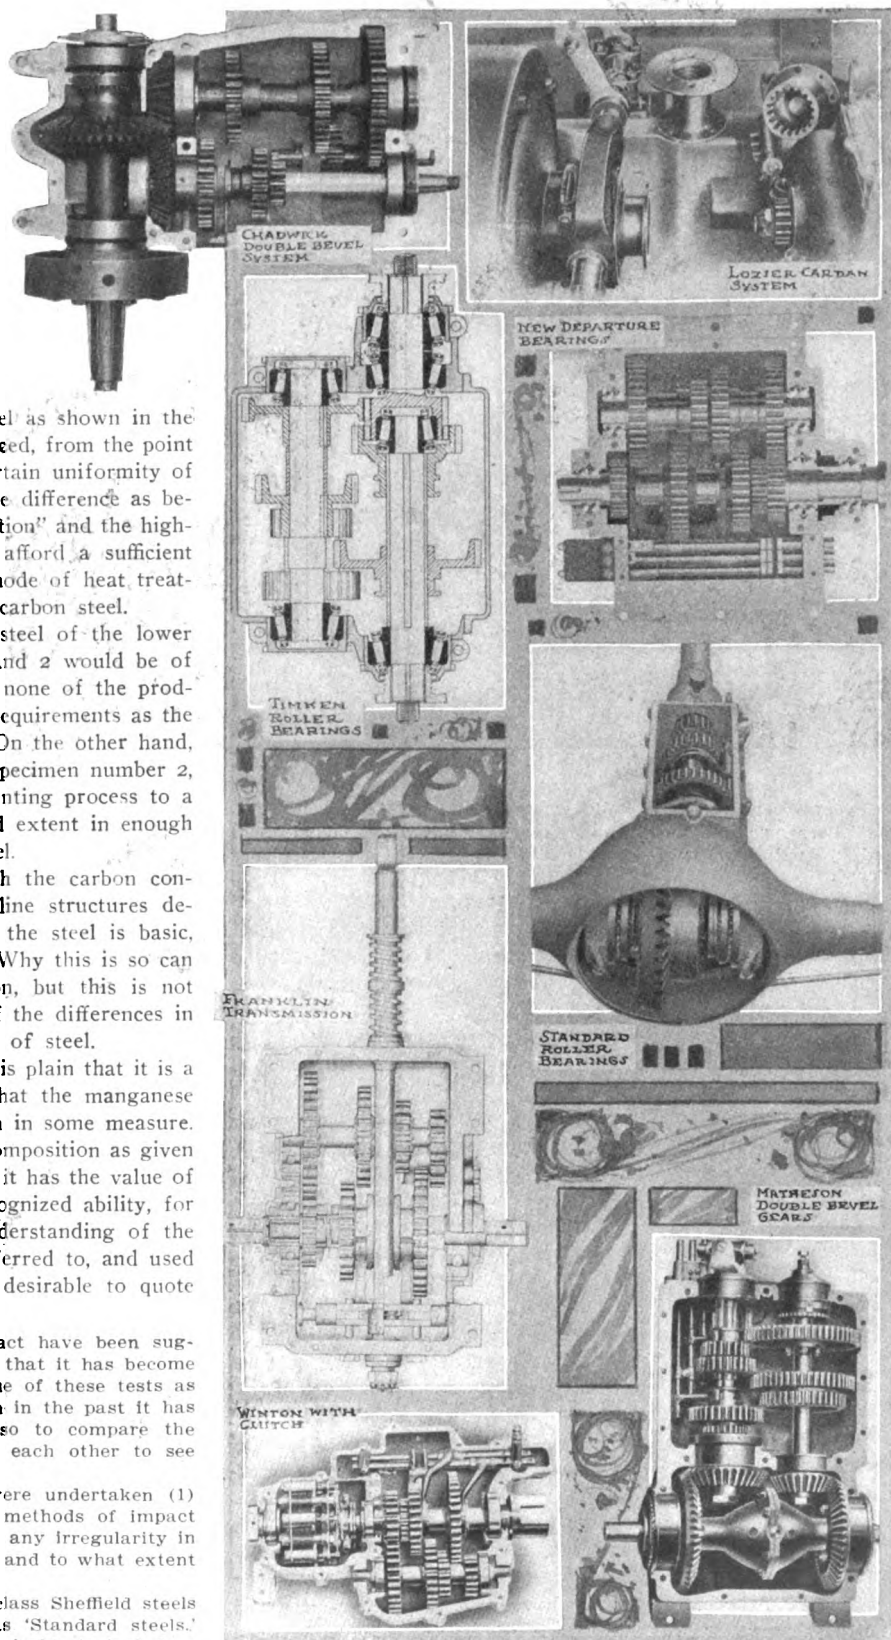 CHADWICK
DOUBLE BEVEL
SYSTEM
LOZIER CARDAN
SYSTEM
NEW DEPARTURE
BEARINGS
TIMKEN
ROLLER
BEARINGS
FRANKLIN
TRANSMISSION
STANDARD
ROLLER
BEARINGS
MATHESON
DOUBLE BEVEL
GEARS
WINTON WITH
CLUTCH
el as shown in the
ced, from the point
rtain uniformity of
e difference as be-
tion" and the high-
afford a sufficient
node of heat treat-
carbon steel.
steel of the lower
nd 2 would be of
none of the prod-
equirements as the
On the other hand,
pecimen number 2,
nting process to a
l extent in enough
el.
h the carbon con-
line structures de-
the steel is basic,
Why this is so can
on, but this is not
f the differences in
of steel.
is plain that it is a
hat the manganese
n in some measure.
omposition as given
it has the value of
ognized ability, for
derstanding of the
ferred to, and used
desirable to quote
act have been sug-
that it has become
e of these tests as
n in the past it has
so to compare the
each other to see
ere undertaken (1)
methods of impact
any irregularity in
and to what extent
class Sheffield steels
s 'Standard steels.'